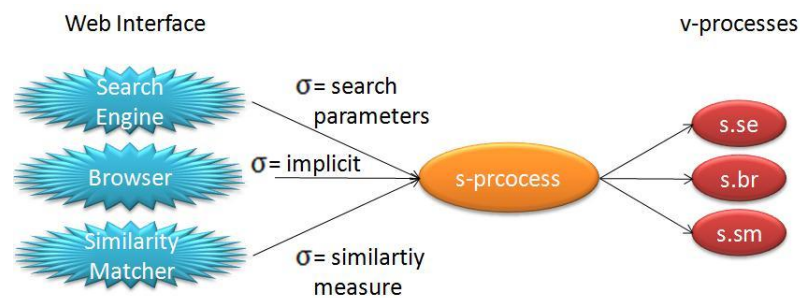 Web Interface
v-processes
Search
Engine
σ= search
parameters
s.se
Browser
σ= implicit
s-prcocess
s.br
Similarity
Matcher
σ= similartiy
measure
s.sm